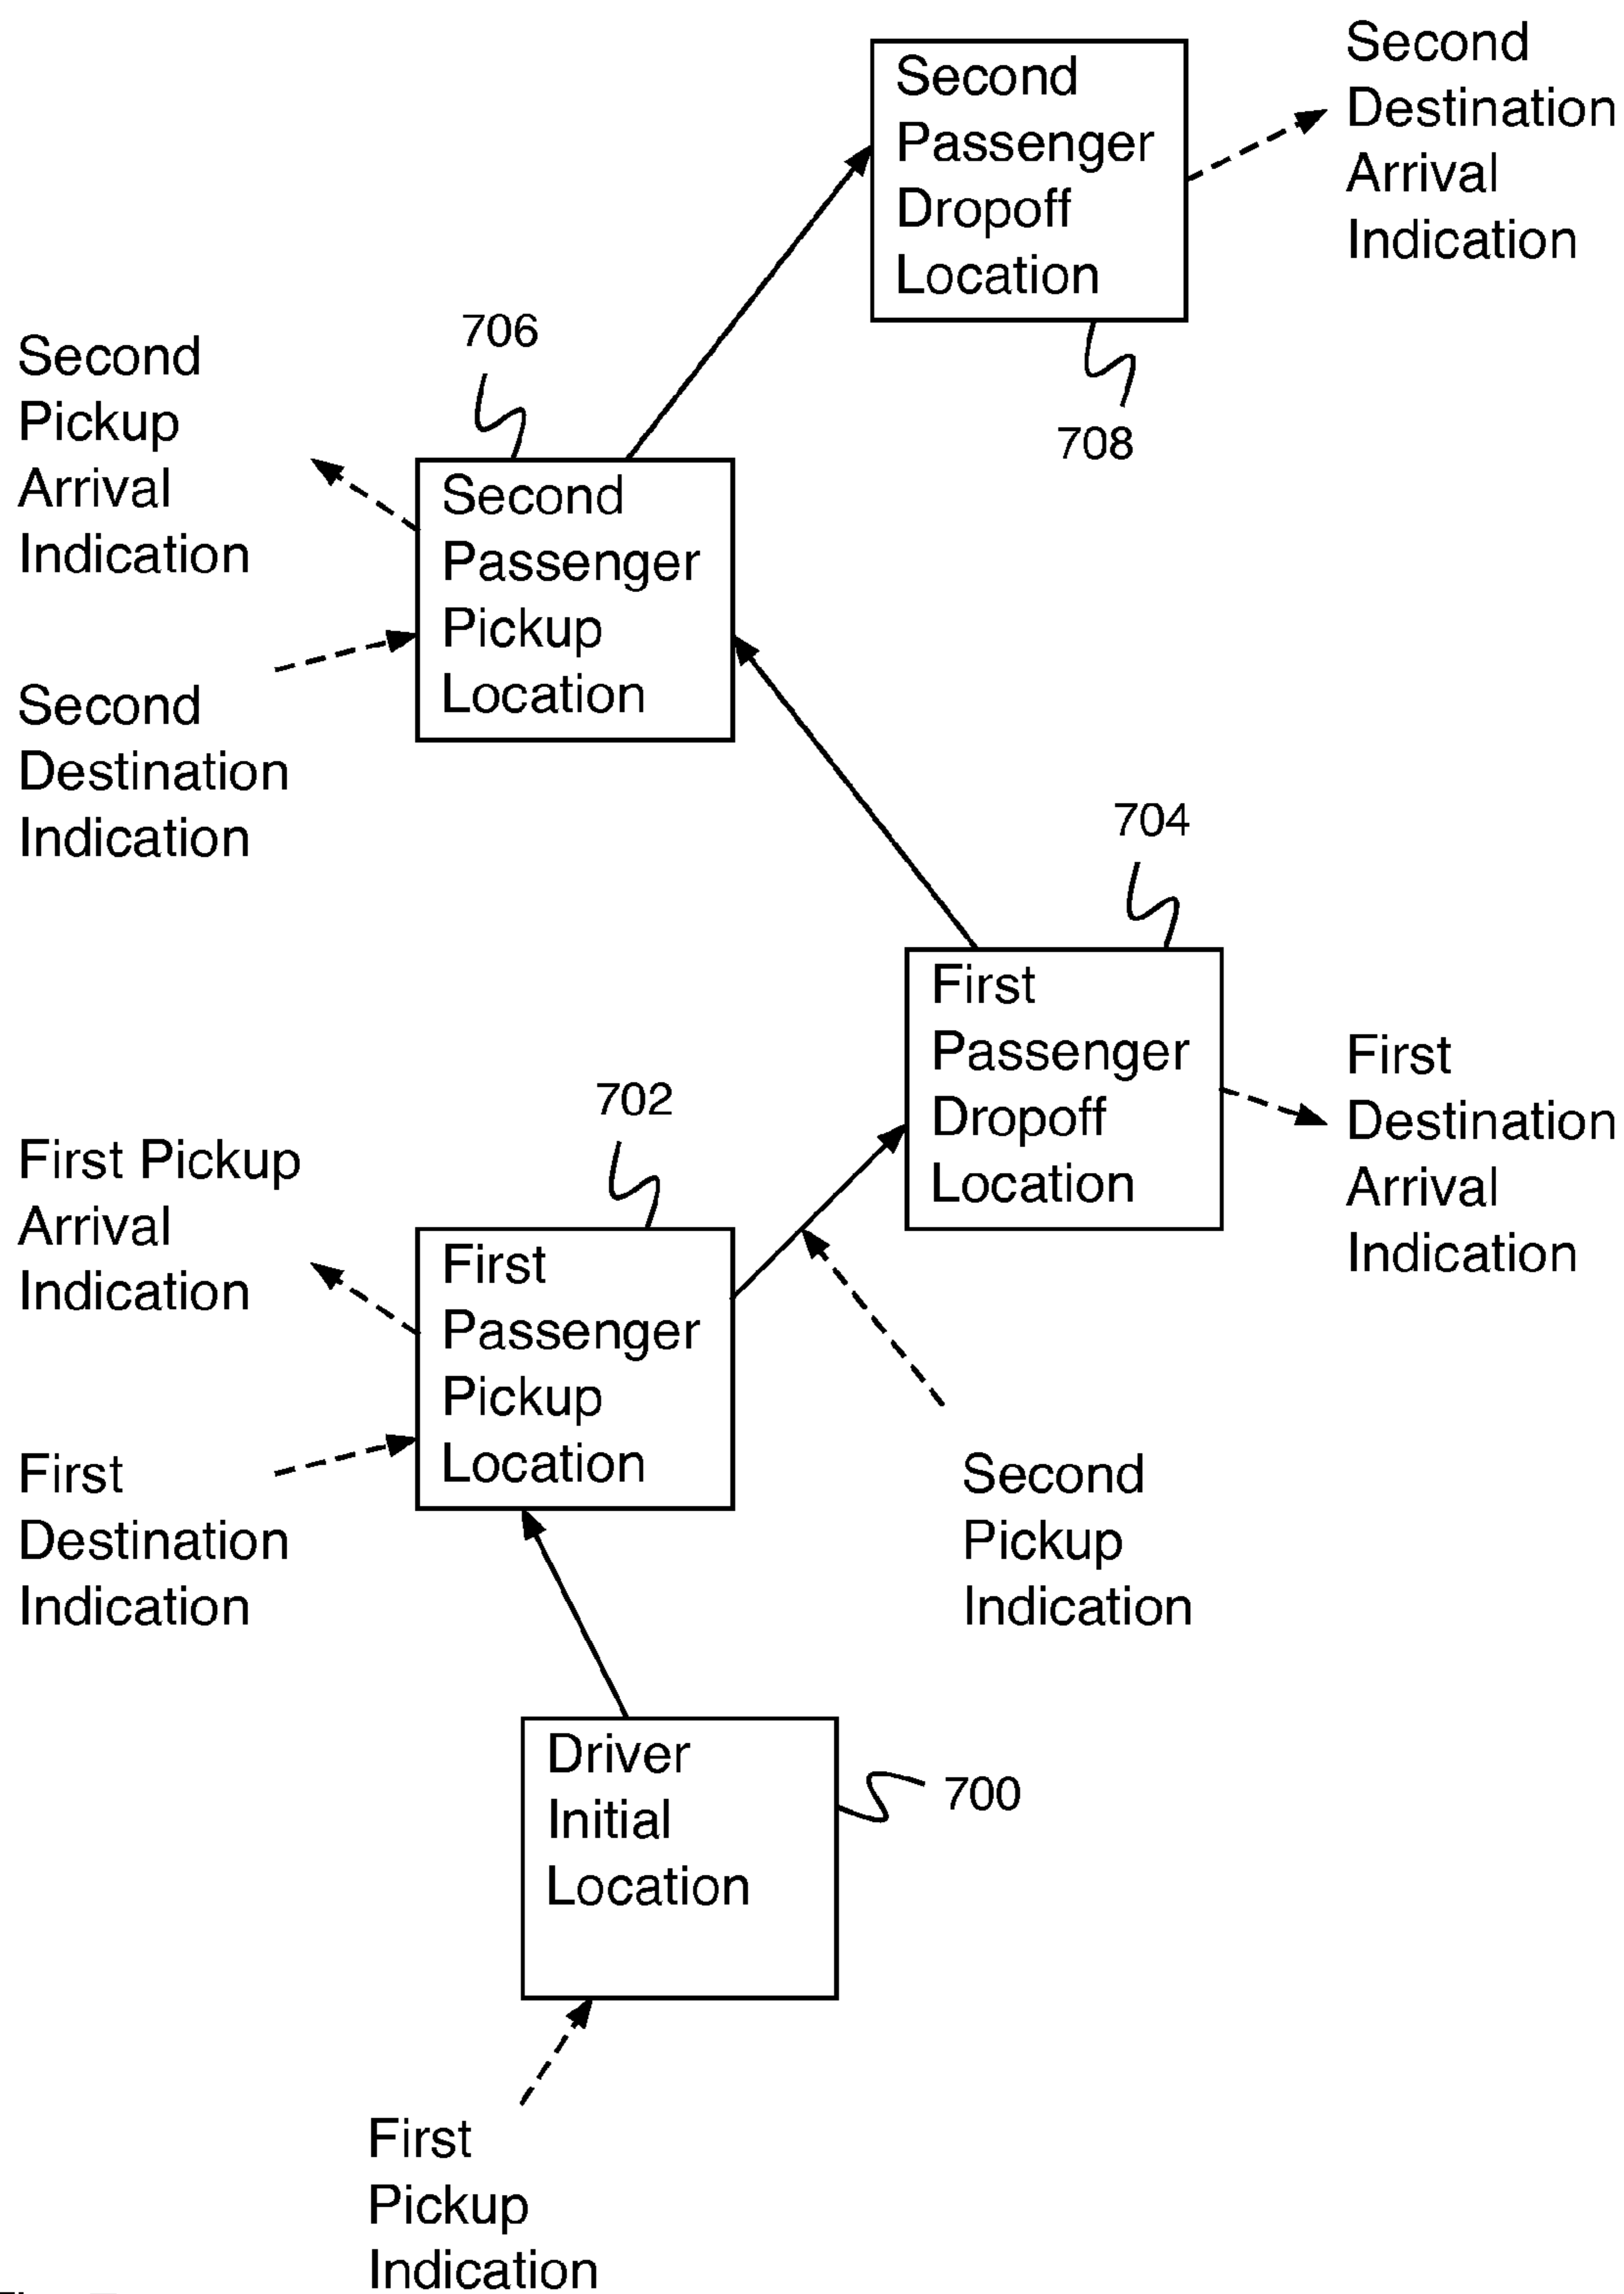 Second
Passenger
Dropoff
Location
Second
Destination
Arrival
Indication
708
706
Second
Pickup
Arrival
Indication
Second
Passenger
Pickup
Location
Second
Destination
Indication
704
First
Passenger
Dropoff
Location
First
Destination
Arrival
Indication
702
First Pickup
Arrival
Indication
First
Passenger
Pickup
Location
First
Destination
Indication
Second
Pickup
Indication
Driver
Initial
Location
700
First
Pickup
Indication